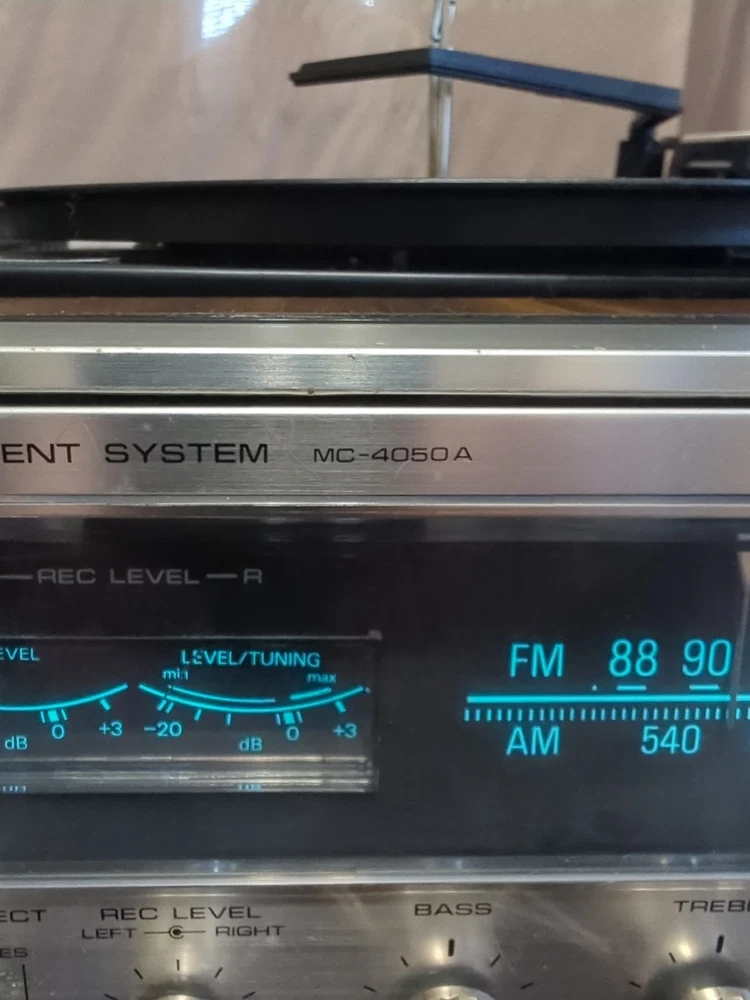 ENT SYSTEM MC-4050A
REC LEVEL R
EVEL
LEVEL/TUNING
min max
0 +3 -20 0 +3
dB dB
FM 88 90
AM 540
ECT REC LEVEL BASS TREB
LEFT RIGHT
ES